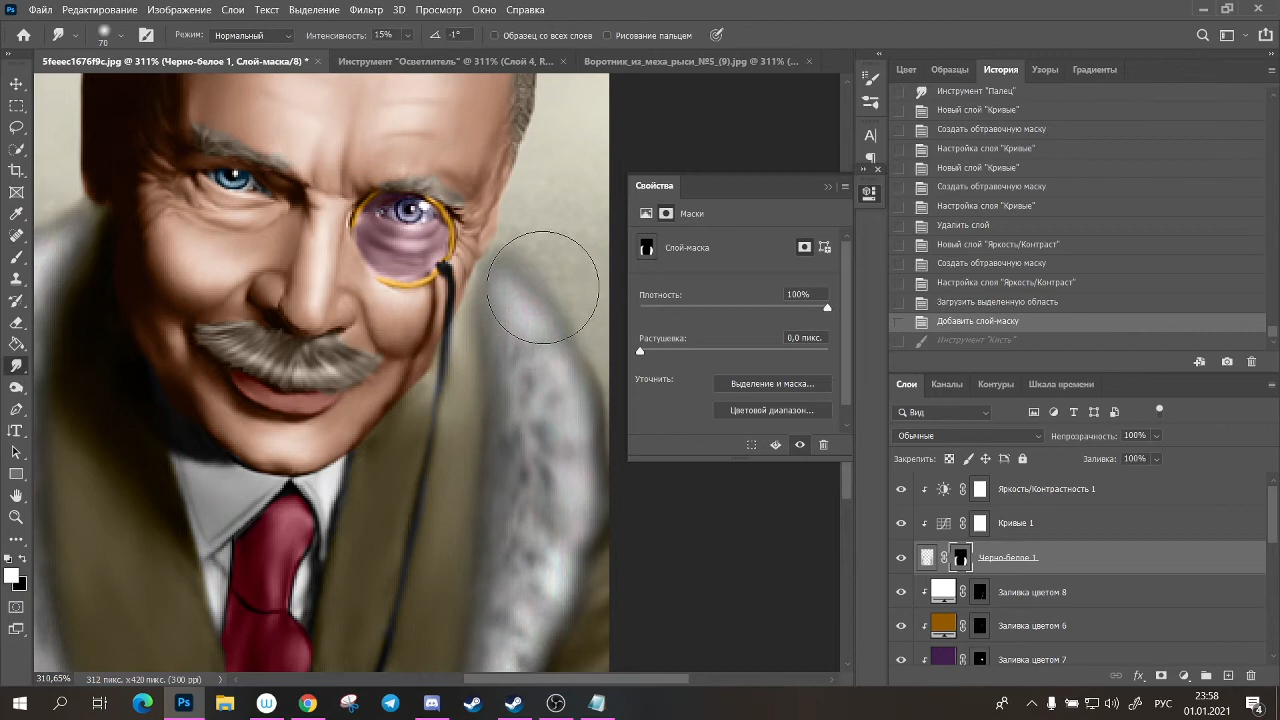 Файл Редактирование Изображение Слои Текст Выделение Фильтр 3D Просмотр Окно Справка
70 Режим: Нормальный Интенсивность: 15% -1° Образец со всех слоев Рисование пальцем
5feeec1676f9c.jpg @ 311% (Черно-белое 1, Слой-маска/8) * × Инструмент "Осветлитель" @ 311% (Слой 4, R... × Воротник_из_меха_рыси_№5_(9).jpg @ 311% (... ×
Цвет Образцы История Узоры Градиенты
Инструмент "Палец"
Новый слой "Кривые"
Создать обтравочную маску
Настройка слоя "Кривые"
Новый слой "Кривые"
Создать обтравочную маску
Настройка слоя "Кривые"
Удалить слой
Новый слой "Яркость/Контраст"
Создать обтравочную маску
Настройка слоя "Яркость/Контраст"
Загрузить выделенную область
Добавить слой-маску
Инструмент "Кисть"
Свойства
Маски
Слой-маска
Плотность: 100%
Растушевка: 0,0 пикс.
Уточнить: Выделение и маска...
Цветовой диапазон...
Слои Каналы Контуры Шкала времени
Вид
Обычные Непрозрачность: 100%
Закрепить: Заливка: 100%
Яркость/Контрастность 1
Кривые 1
Черно-белое 1
Заливка цветом 8
Заливка цветом 6
Заливка цветом 7
310,65% 312 пикс. x420 пикс. (300 ppi)
РУС 23:58
01.01.2021 4